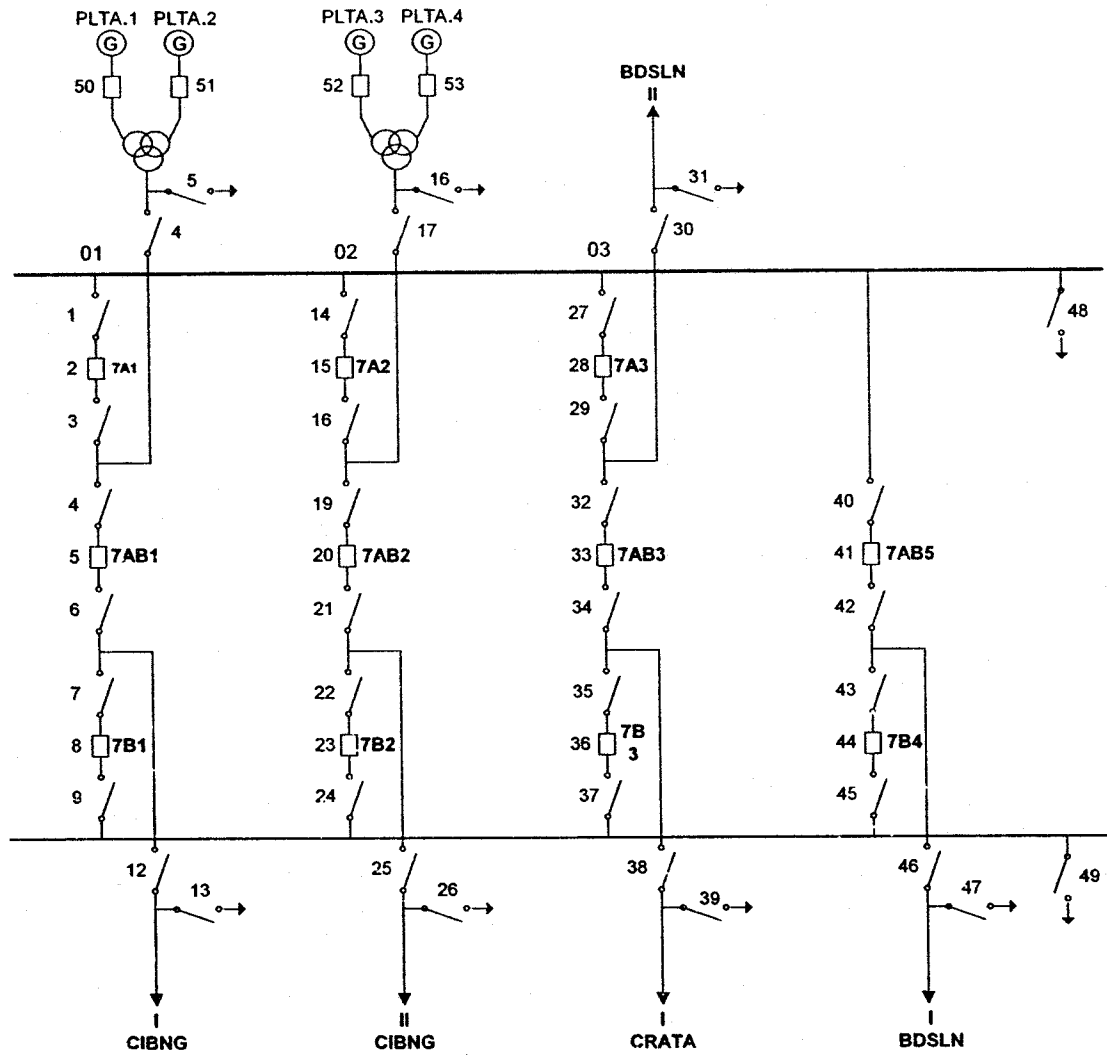 PLTA.1 PLTA.2
PLTA.3 PLTA.4
G G
G G
50 51
52 53
BDSLN
II
5
16
31
4
17
30
01
02
03
1
14
27
48
2 7A1
15 7A2
28 7A3
3
16
29
4
19
32
40
5 7AB1
20 7AB2
33 7AB3
41 7AB5
6
21
34
42
7
22
35
43
8 7B1
23 7B2
36 7B
3
44 7B4
9
24
37
45
12
25
38
46
49
13
26
39
47
I
II
I
I
CIBNG
CIBNG
CRATA
BDSLN